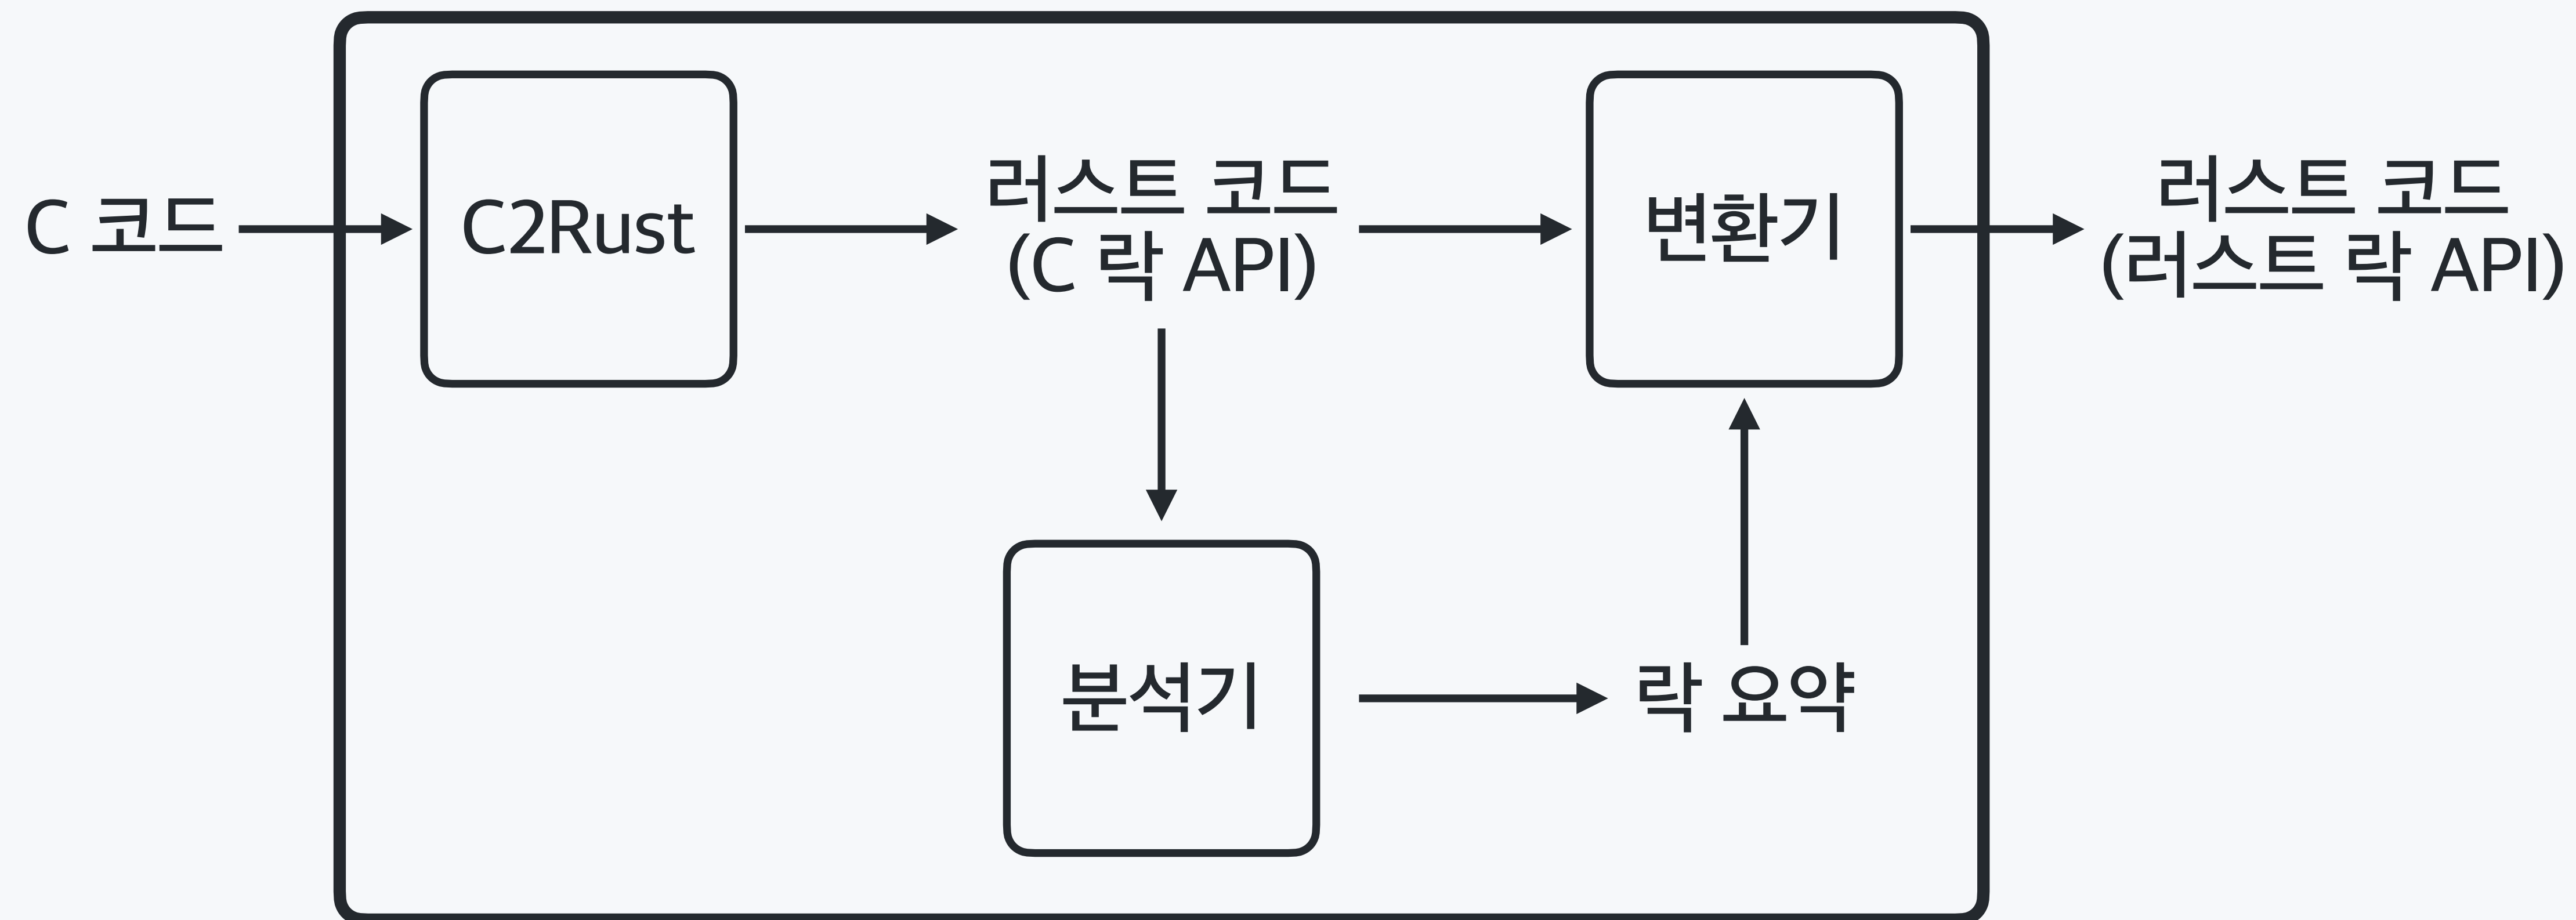 C 코드
C2Rust
러스트 코드
(C 락 API)
변환기
러스트 코드
(러스트 락 API)
분석기
락 요약